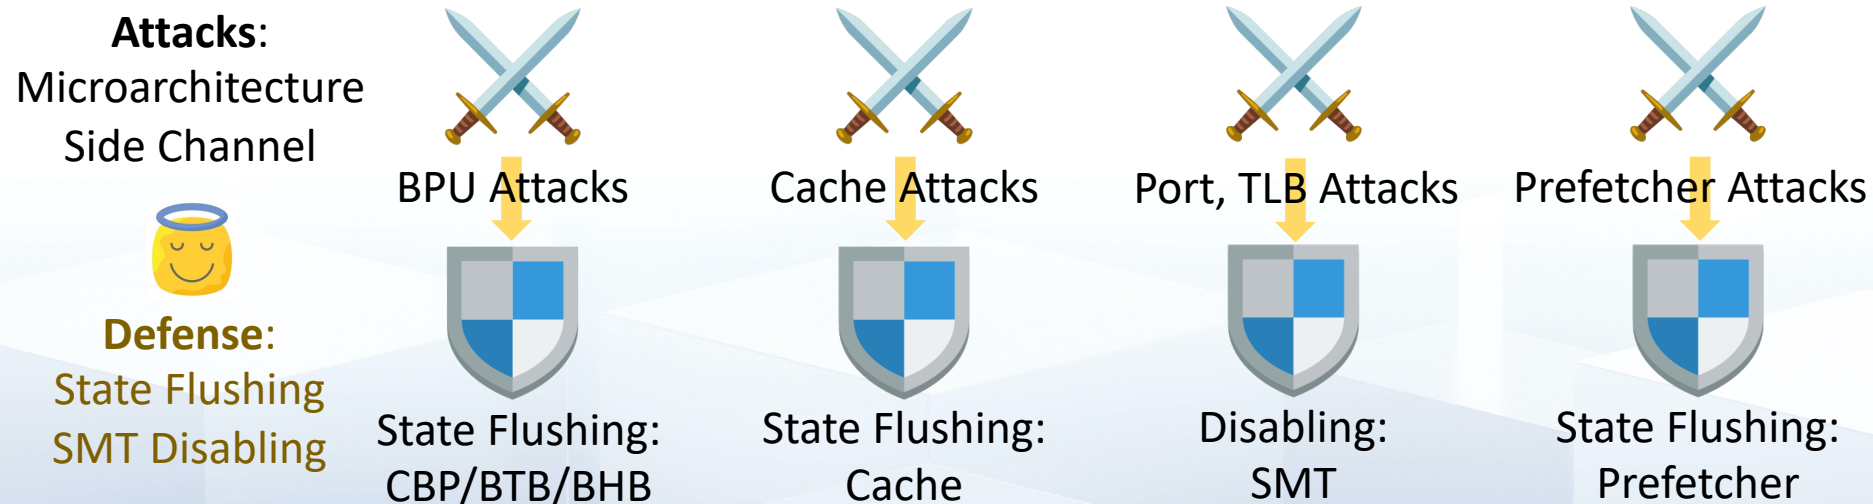 Attacks:
Microarchitecture
Side Channel
Defense:
State Flushing
SMT Disabling
BPU Attacks
State Flushing:
CBP/BTB/BHB
Cache Attacks
State Flushing:
Cache
Port, TLB Attacks
Disabling:
SMT
Prefetcher Attacks
State Flushing:
Prefetcher